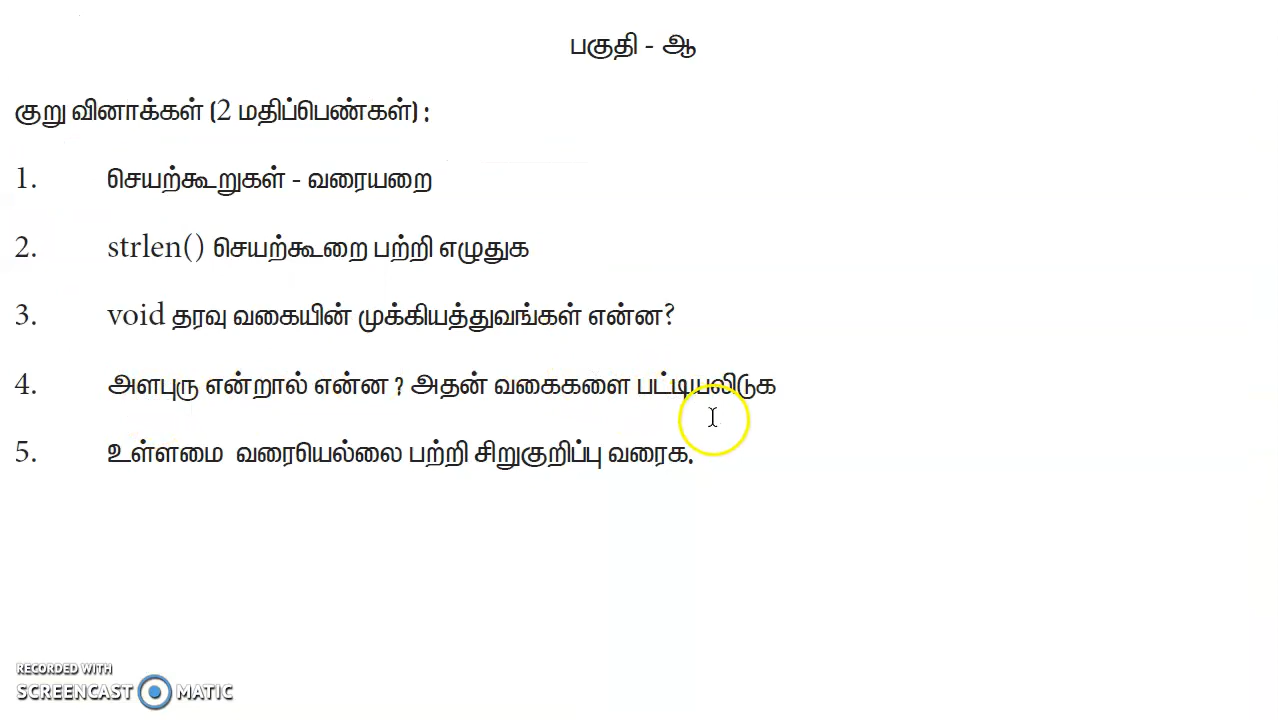 பகுதி - ஆ
குறு வினாக்கள் (2 மதிப்பெண்கள்) :
1. செயற்கூறுகள் - வரையறை
2. strlen() செயற்கூறை பற்றி எழுதுக
3. void தரவு வகையின் முக்கியத்துவங்கள் என்ன?
4. அளபுரு என்றால் என்ன ? அதன் வகைகளை பட்டியலிடுக
5. உள்ளமை வரையெல்லை பற்றி சிறுகுறிப்பு வரைக.
RECORDED WITH
SCREENCAST MATIC